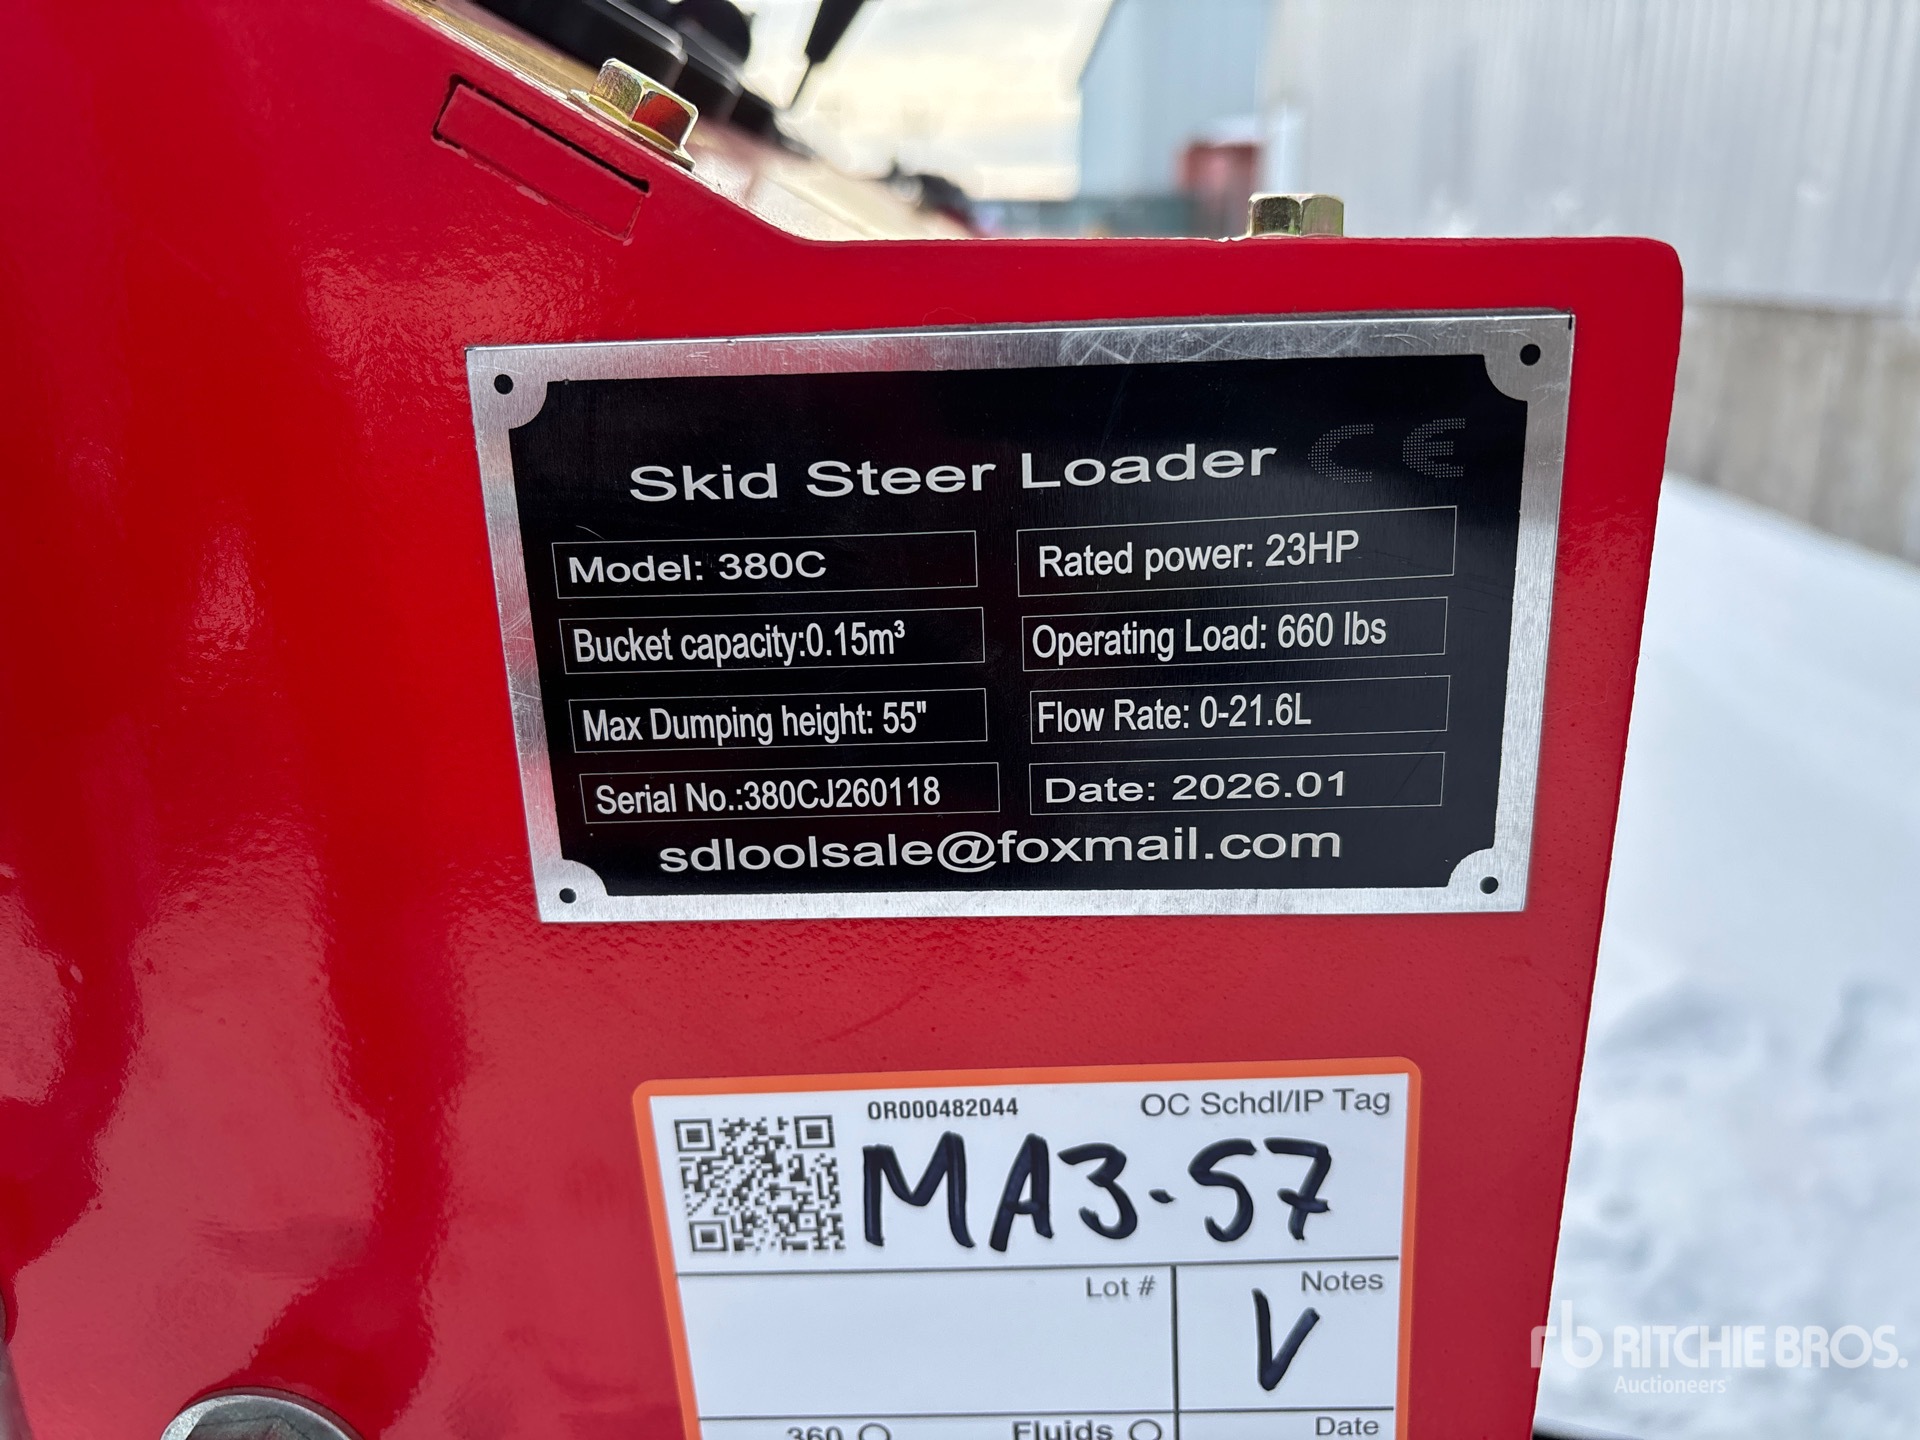 Skid Steer Loader CE
Model: 380C
Rated power: 23HP
Bucket capacity:0.15m³
Operating Load: 660 lbs
Max Dumping height: 55"
Flow Rate: 0-21.6L
Serial No.:380CJ260118
Date: 2026.01
sdloolsale@foxmail.com
OR000482044
OC Schdl/IP Tag
MA3-57
Lot #
Notes
V
360
Fluids
Date
rb RITCHIE BROS.
Auctioneers